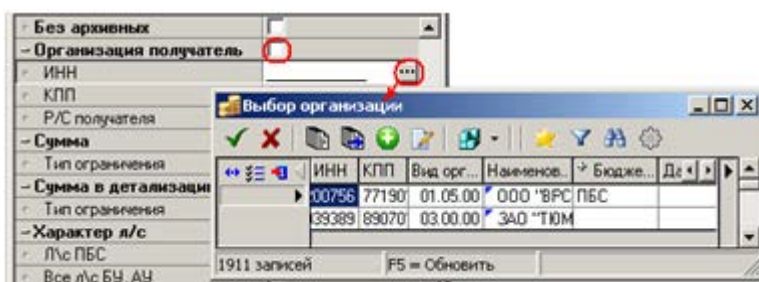 Без архивных
Организация получатель
ИНН
КПП
Р/С получателя
Сумма
Тип ограничения
Сумма в детализации
Тип ограничения
Характер л/с
Л\с ПБС
Все л\с БУ, АУ
Выбор организации
ИНН КПП Вид орг... Наименов... Бюдже... Да
00756 77190 01.05.00 ООО "ВРС ПБС
039389 89070 03.00.00 ЗАО "ТЮМ
1911 записей F5 = Обновить